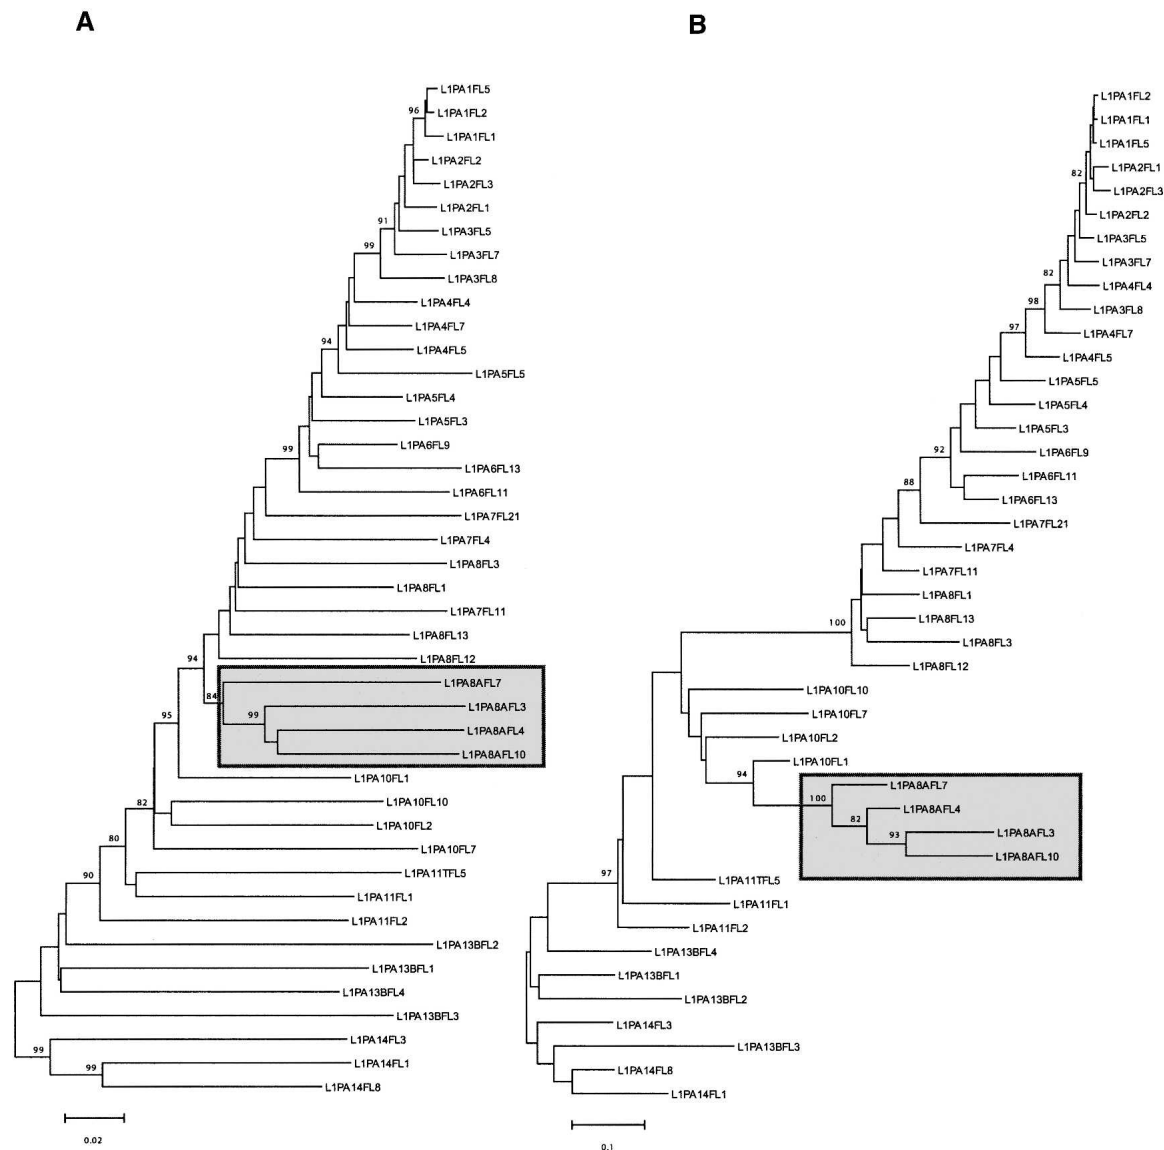 A
96
L1PA1FL5
L1PA1FL2
L1PA1FL1
L1PA2FL2
L1PA2FL3
L1PA2FL1
91
L1PA3FL5
99
L1PA3FL7
L1PA3FL8
L1PA4FL4
L1PA4FL7
94
L1PA4FL5
L1PA5FL5
L1PA5FL4
L1PA5FL3
99
L1PA6FL9
L1PA6FL13
L1PA6FL11
L1PA7FL21
L1PA7FL4
L1PA8FL3
L1PA8FL1
L1PA7FL11
L1PA8FL13
94
L1PA8FL12
84
L1PA8AFL7
99
L1PA8AFL3
L1PA8AFL4
L1PA8AFL10
95
L1PA10FL1
82
L1PA10FL10
L1PA10FL2
80
L1PA10FL7
L1PA11TFL5
90
L1PA11FL1
L1PA11FL2
L1PA13BFL2
L1PA13BFL1
L1PA13BFL4
L1PA13BFL3
99
L1PA14FL3
99
L1PA14FL1
L1PA14FL8
0.02
B
L1PA1FL2
L1PA1FL1
L1PA1FL5
82
L1PA2FL1
L1PA2FL3
L1PA2FL2
L1PA3FL5
82
L1PA3FL7
L1PA4FL4
98
L1PA3FL8
97
L1PA4FL7
L1PA4FL5
L1PA5FL5
L1PA5FL4
L1PA5FL3
92
L1PA6FL9
88
L1PA6FL11
L1PA6FL13
L1PA7FL21
L1PA7FL4
L1PA7FL11
L1PA8FL1
100
L1PA8FL13
L1PA8FL3
L1PA8FL12
L1PA10FL10
L1PA10FL7
L1PA10FL2
94
L1PA10FL1
100
L1PA8AFL7
82
L1PA8AFL4
93
L1PA8AFL3
L1PA8AFL10
97
L1PA11TFL5
L1PA11FL1
L1PA11FL2
L1PA13BFL4
L1PA13BFL1
L1PA13BFL2
L1PA14FL3
L1PA13BFL3
L1PA14FL8
L1PA14FL1
0.1